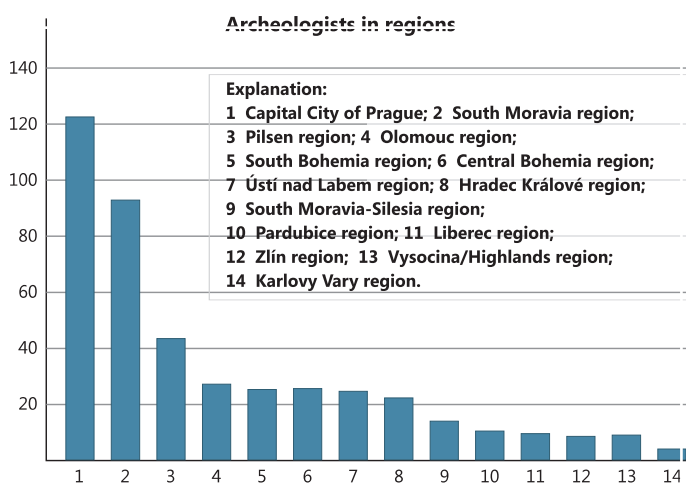 Archeologists in regions
140
120
100
80
60
40
20
Explanation:
1 Capital City of Prague; 2 South Moravia region;
3 Pilsen region; 4 Olomouc region;
5 South Bohemia region; 6 Central Bohemia region;
7 Ústí nad Labem region; 8 Hradec Králové region;
9 South Moravia-Silesia region;
10 Pardubice region; 11 Liberec region;
12 Zlín region; 13 Vysocina/Highlands region;
14 Karlovy Vary region.
1 2 3 4 5 6 7 8 9 10 11 12 13 14